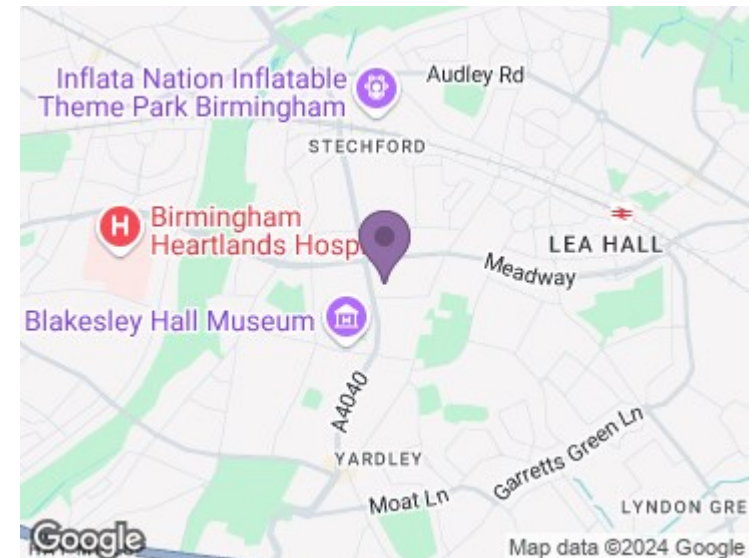 Inflata Nation Inflatable
Theme Park Birmingham
Audley Rd
STECHFORD
H
Birmingham
Heartlands Hosp
LEA HALL
Meadway
Blakesley Hall Museum
A4040
YARDLEY
Garretts Green Ln
Moat Ln
LYNDON GRE
Google
Map data ©2024 Google